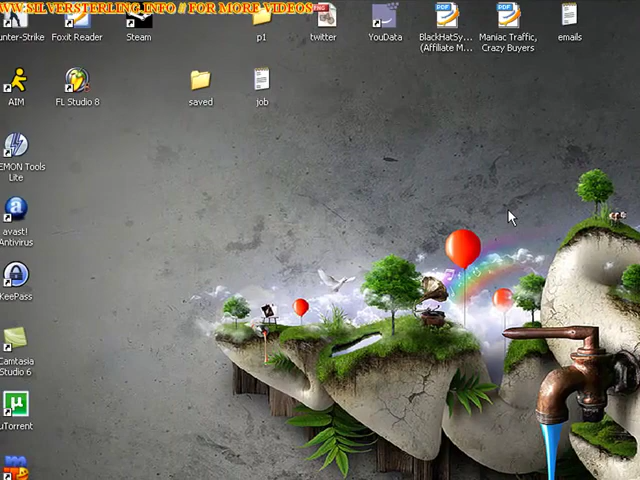 WW.SILVERSTERLING.INFO // FOR MORE VIDEOS
unter-Strike
Foxit Reader
Steam
p1
twitter
YouData
BlackHatSy...
(Affiliate M...
Maniac Traffic,
Crazy Buyers
emails
AIM
FL Studio 8
saved
job
EMON Tools
Lite
avast!
Antivirus
KeePass
Camtasia
Studio 6
uTorrent